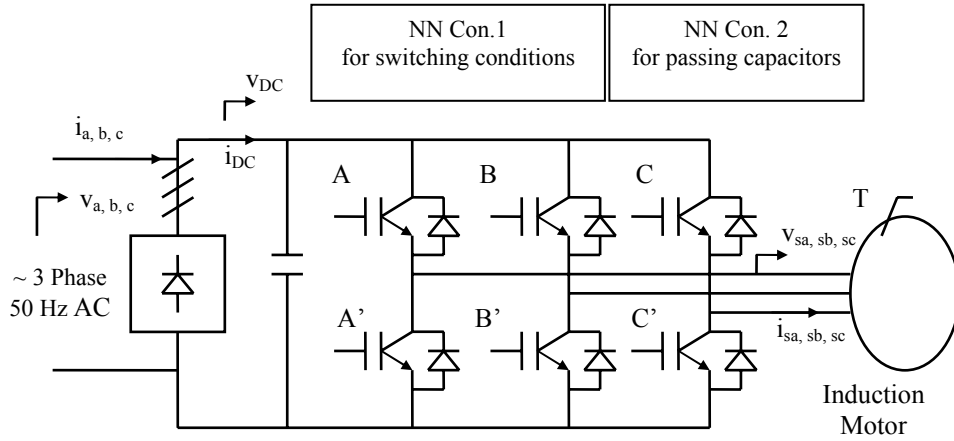 NN Con.1
for switching conditions
NN Con. 2
for passing capacitors
vDC
ia, b, c
iDC
va, b, c
A
B
C
T
vsa, sb, sc
~ 3 Phase
50 Hz AC
A’
B’
C’
isa, sb, sc
Induction
Motor